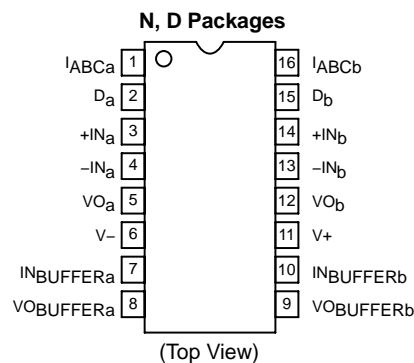 N, D Packages
IABCa 1 16 IABCb
Da 2 15 Db
+INa 3 14 +INb
−INa 4 13 −INb
VOa 5 12 VOb
V− 6 11 V+
INBUFFERa 7 10 INBUFFERb
VOBUFFERa 8 9 VOBUFFERb
(Top View)